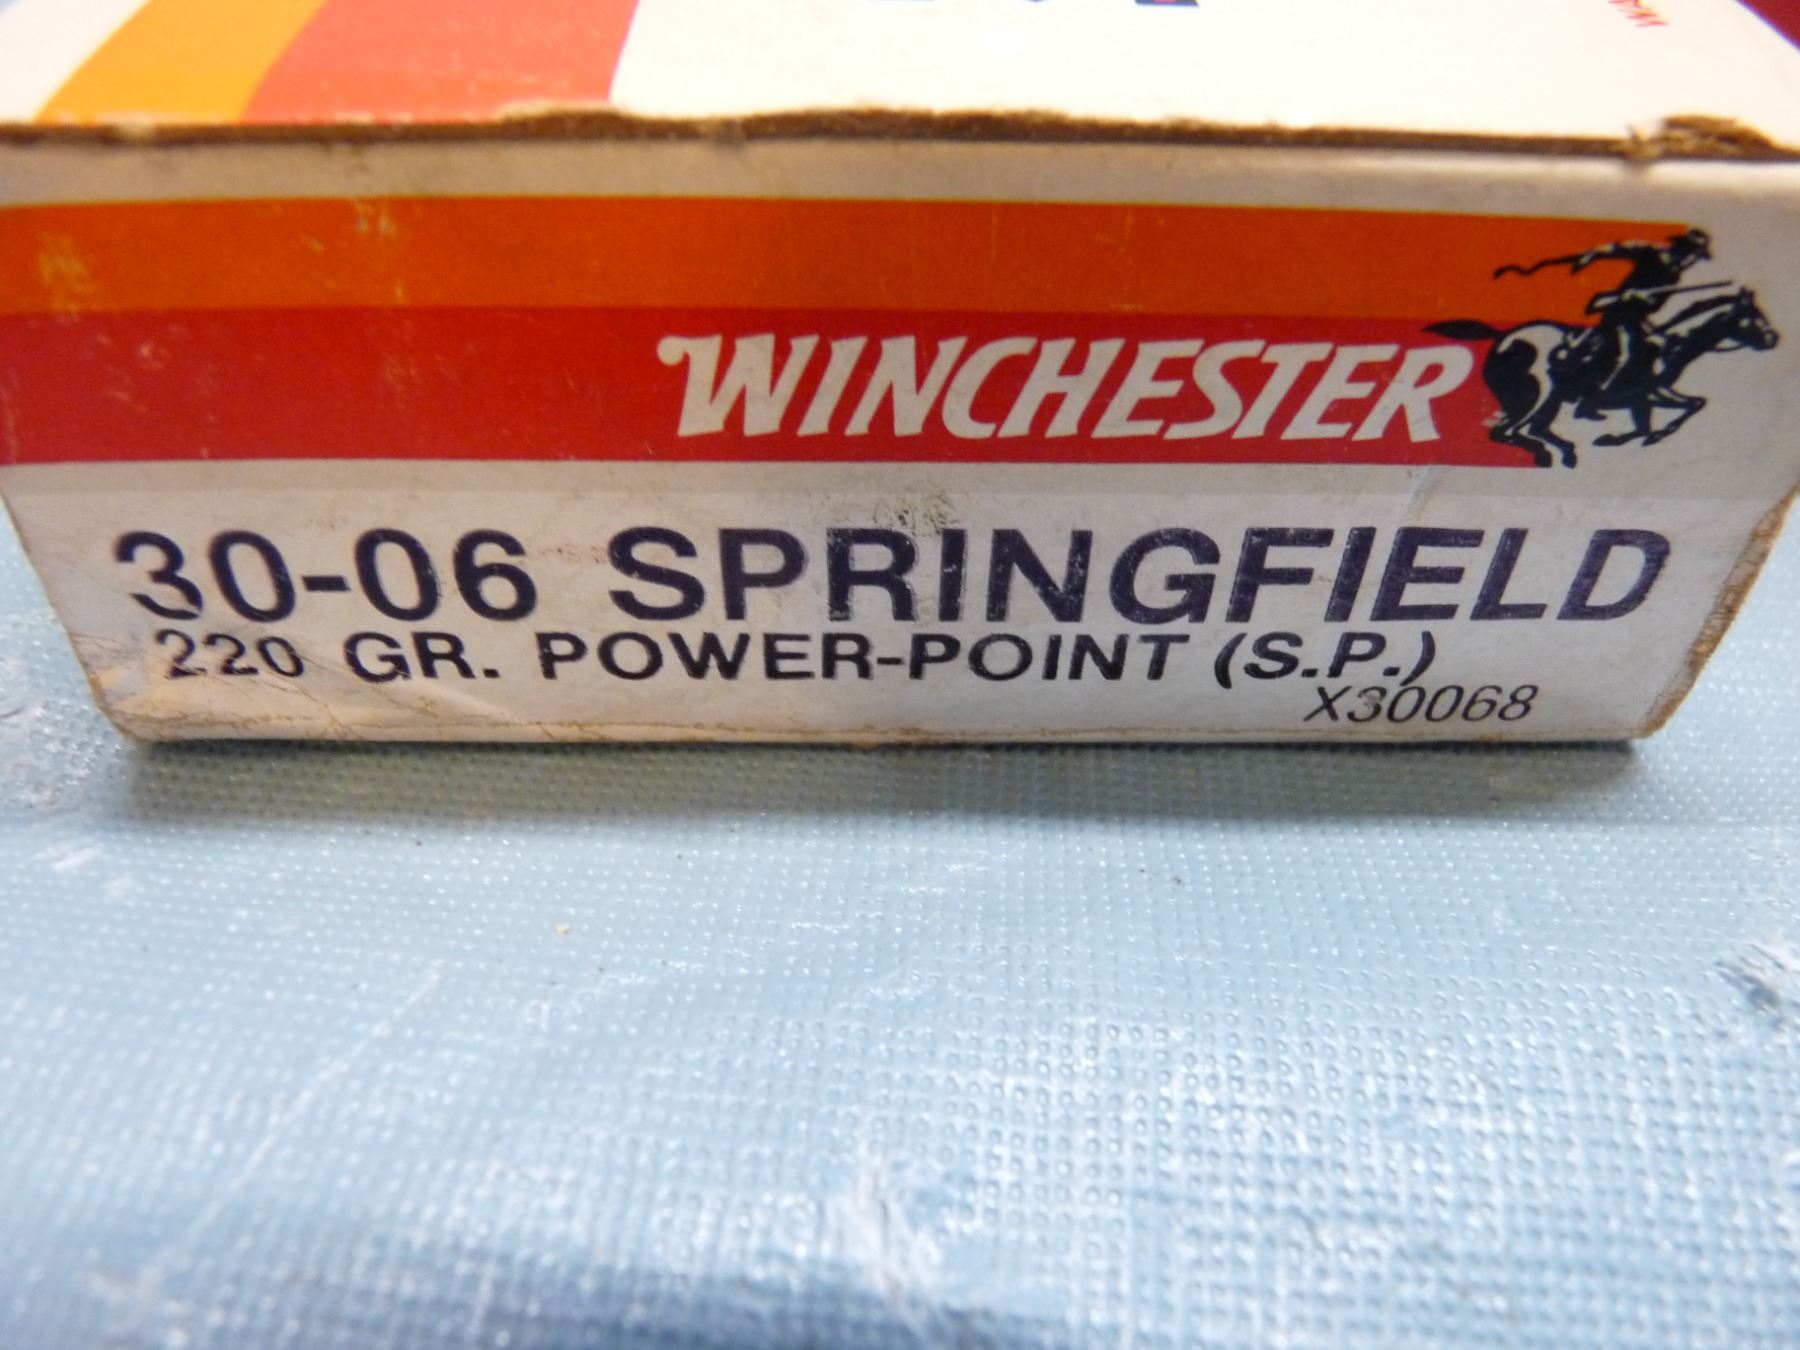 WINCHESTER
30-06 SPRINGFIELD
220 GR. POWER-POINT (S.P.)
X30068